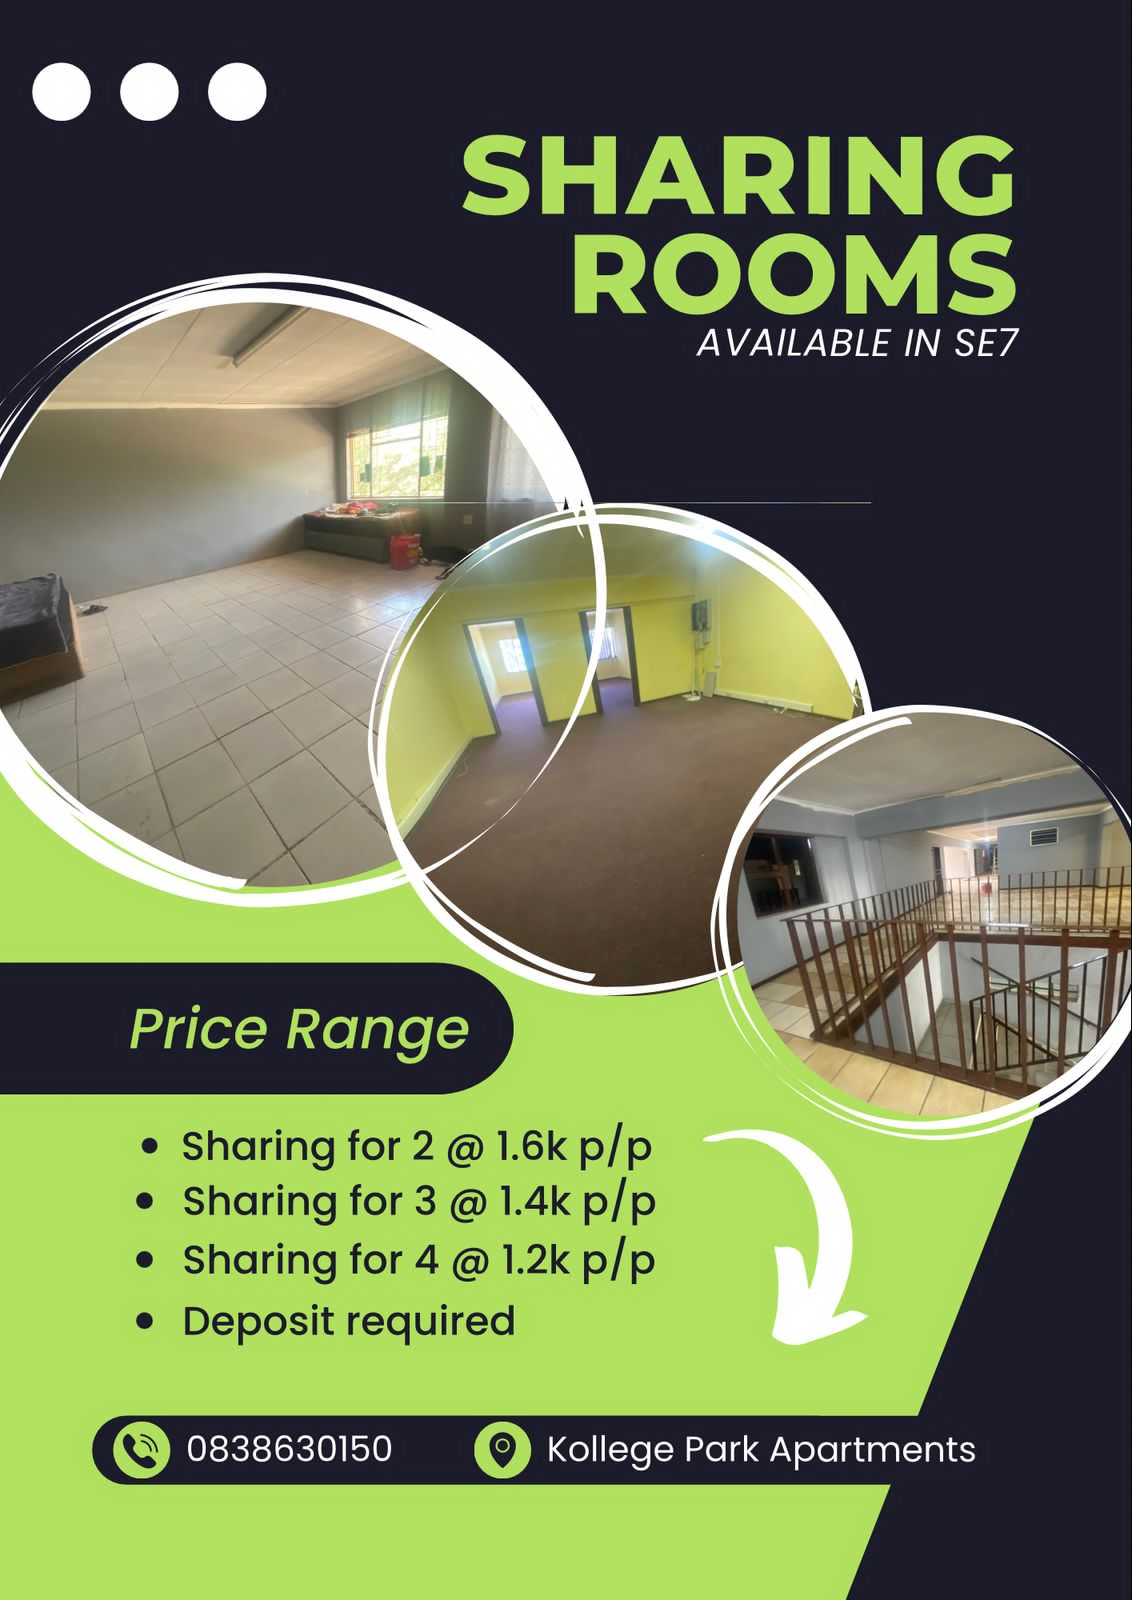 SHARING
ROOMS
AVAILABLE IN SE7
Price Range
• Sharing for 2 @ 1.6k p/p
• Sharing for 3 @ 1.4k p/p
• Sharing for 4 @ 1.2k p/p
• Deposit required
0838630150
Kollege Park Apartments